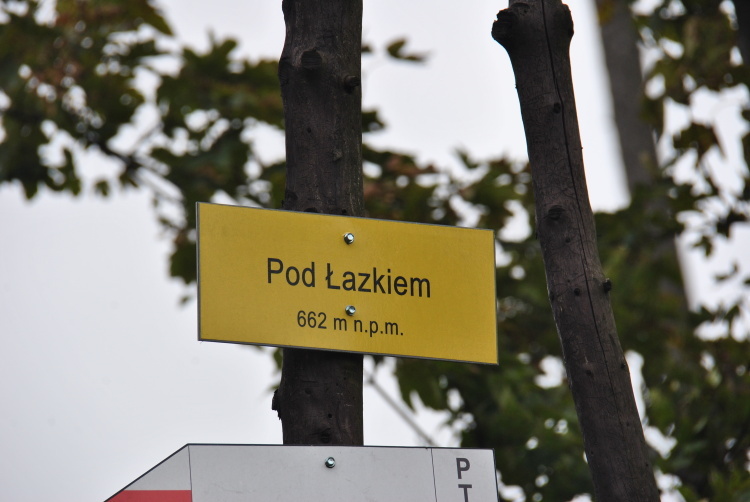 Pod Łazkiem
662 m n.p.m.
P
T